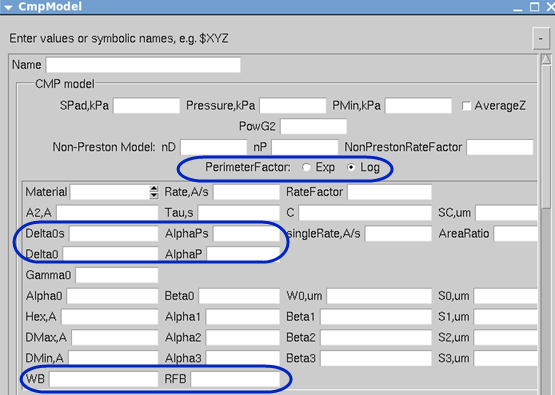 CmpModel
Enter values or symbolic names, e.g. $XYZ
Name
CMP model
SPad,kPa Pressure,kPa PMin,kPa AverageZ
PowG2
Non-Preston Model: nD nP NonPrestonRateFactor
PerimeterFactor: Exp Log
Material Rate,A/s RateFactor
A2,A Tau,s C SC,um
Delta0s AlphaPs singleRate,A/s AreaRatio
Delta0 AlphaP
Gamma0
Alpha0 Beta0 W0,um S0,um
Hex,A Alpha1 Beta1 S1,um
DMax,A Alpha2 Beta2 S2,um
DMin,A Alpha3 Beta3 S3,um
WB RFB